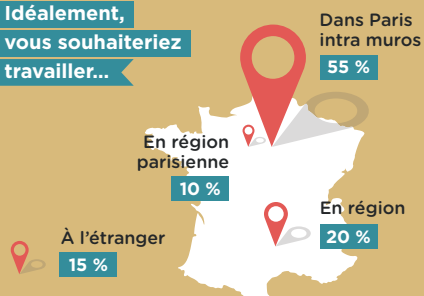 Idéalement,
vous souhaiteriez
travailler...
Dans Paris
intra muros
55 %
En région
parisienne
10 %
En région
20 %
À l'étranger
15 %